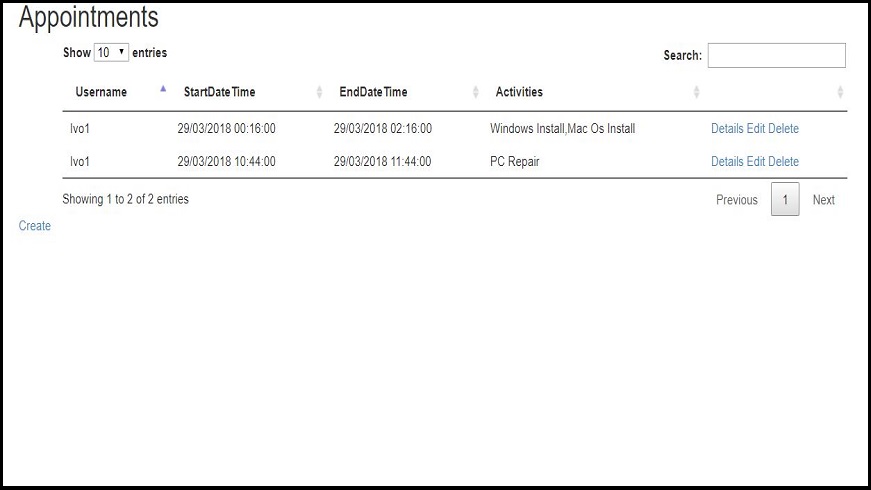 Appointments
Show 10 entries Search:
Username StartDateTime EndDateTime Activities
Ivo1 29/03/2018 00:16:00 29/03/2018 02:16:00 Windows Install,Mac Os Install Details Edit Delete
Ivo1 29/03/2018 10:44:00 29/03/2018 11:44:00 PC Repair Details Edit Delete
Showing 1 to 2 of 2 entries Previous 1 Next
Create